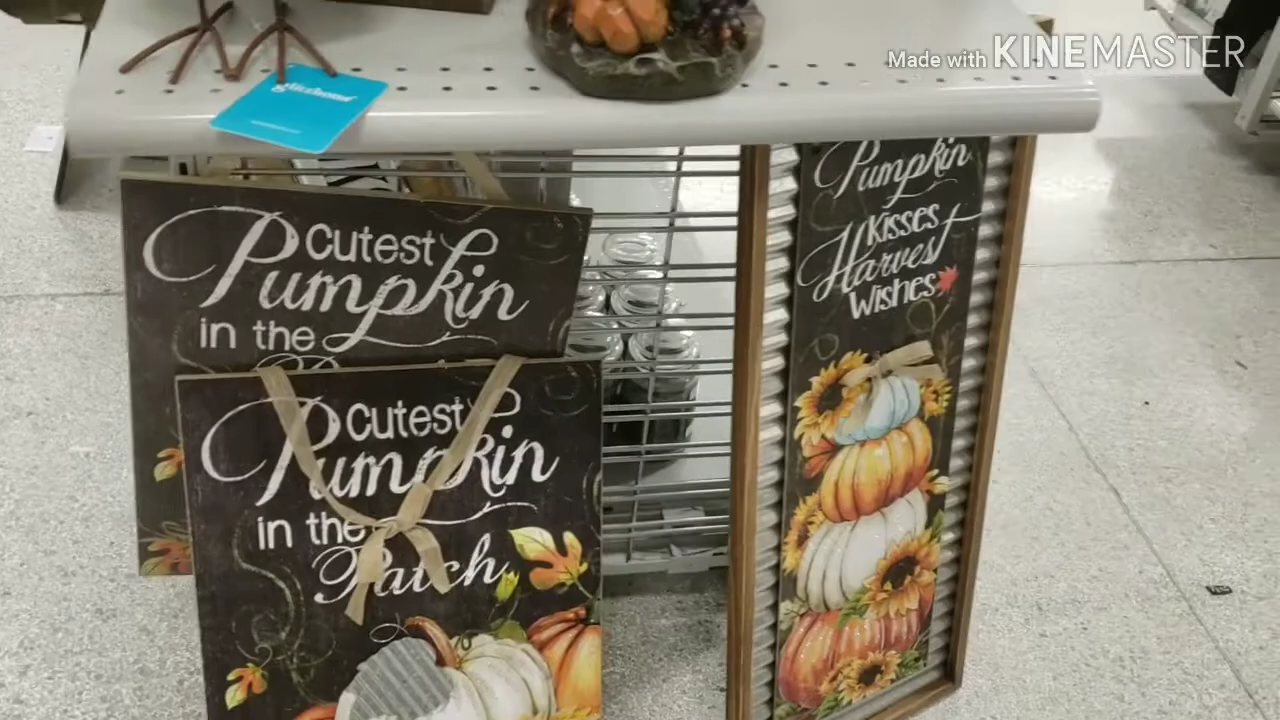 Made with KINEMASTER
Cutest
Pumpkin
in the
Cutest
Pumpkin
in the
Patch
Pumpkin
Kisses
Harvest
Wishes